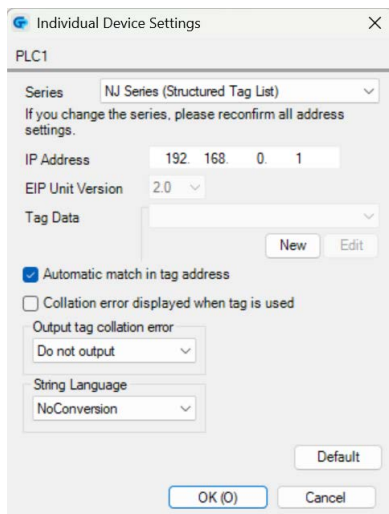 Individual Device Settings
PLC1
Series NJ Series (Structured Tag List)
If you change the series, please reconfirm all address
settings.
IP Address 192. 168. 0. 1
EIP Unit Version 2.0
Tag Data
New Edit
Automatic match in tag address
Collation error displayed when tag is used
Output tag collation error
Do not output
String Language
NoConversion
Default
OK (O) Cancel